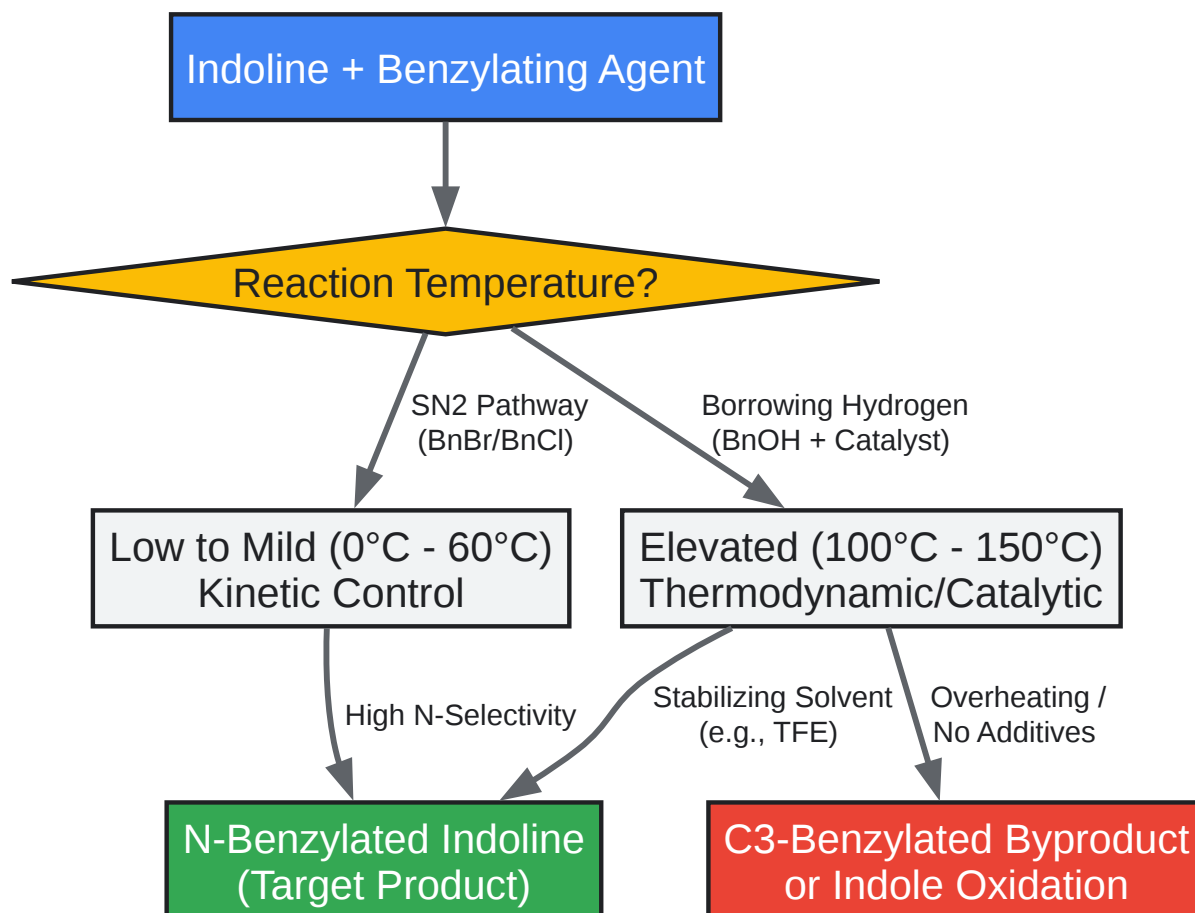 Indoline + Benzylating Agent
Reaction Temperature?
SN2 Pathway
(BnBr/BnCl)
Borrowing Hydrogen
(BnOH + Catalyst)
Low to Mild (0°C - 60°C)
Kinetic Control
Elevated (100°C - 150°C)
Thermodynamic/Catalytic
High N-Selectivity
Stabilizing Solvent
(e.g., TFE)
Overheating /
No Additives
N-Benzylated Indoline
(Target Product)
C3-Benzylated Byproduct
or Indole Oxidation